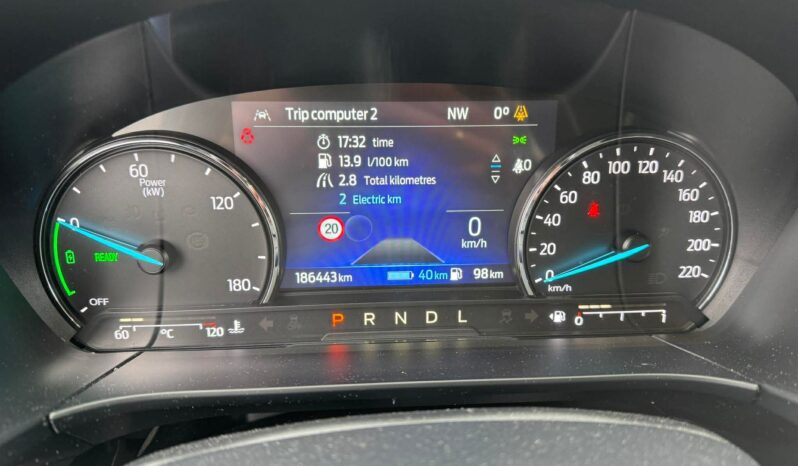 Trip computer 2 NW 0°
17:32 time
13.9 l/100 km
2.8 Total kilometres
2 Electric km
20
0
km/h
186443 km 40 km 98 km
0 60 120 180
Power
(kW)
READY
OFF
0 20 40 60 80 100 120 140 160 180 200 220
km/h
60 °C 120
P R N D L
0 1